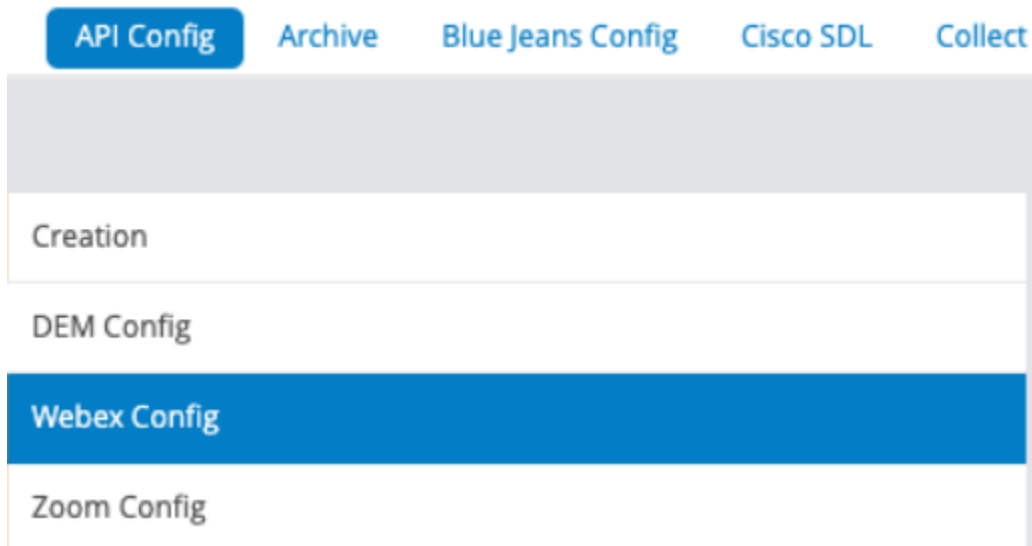 API Config Archive Blue Jeans Config Cisco SDL Collect
Creation
DEM Config
Webex Config
Zoom Config